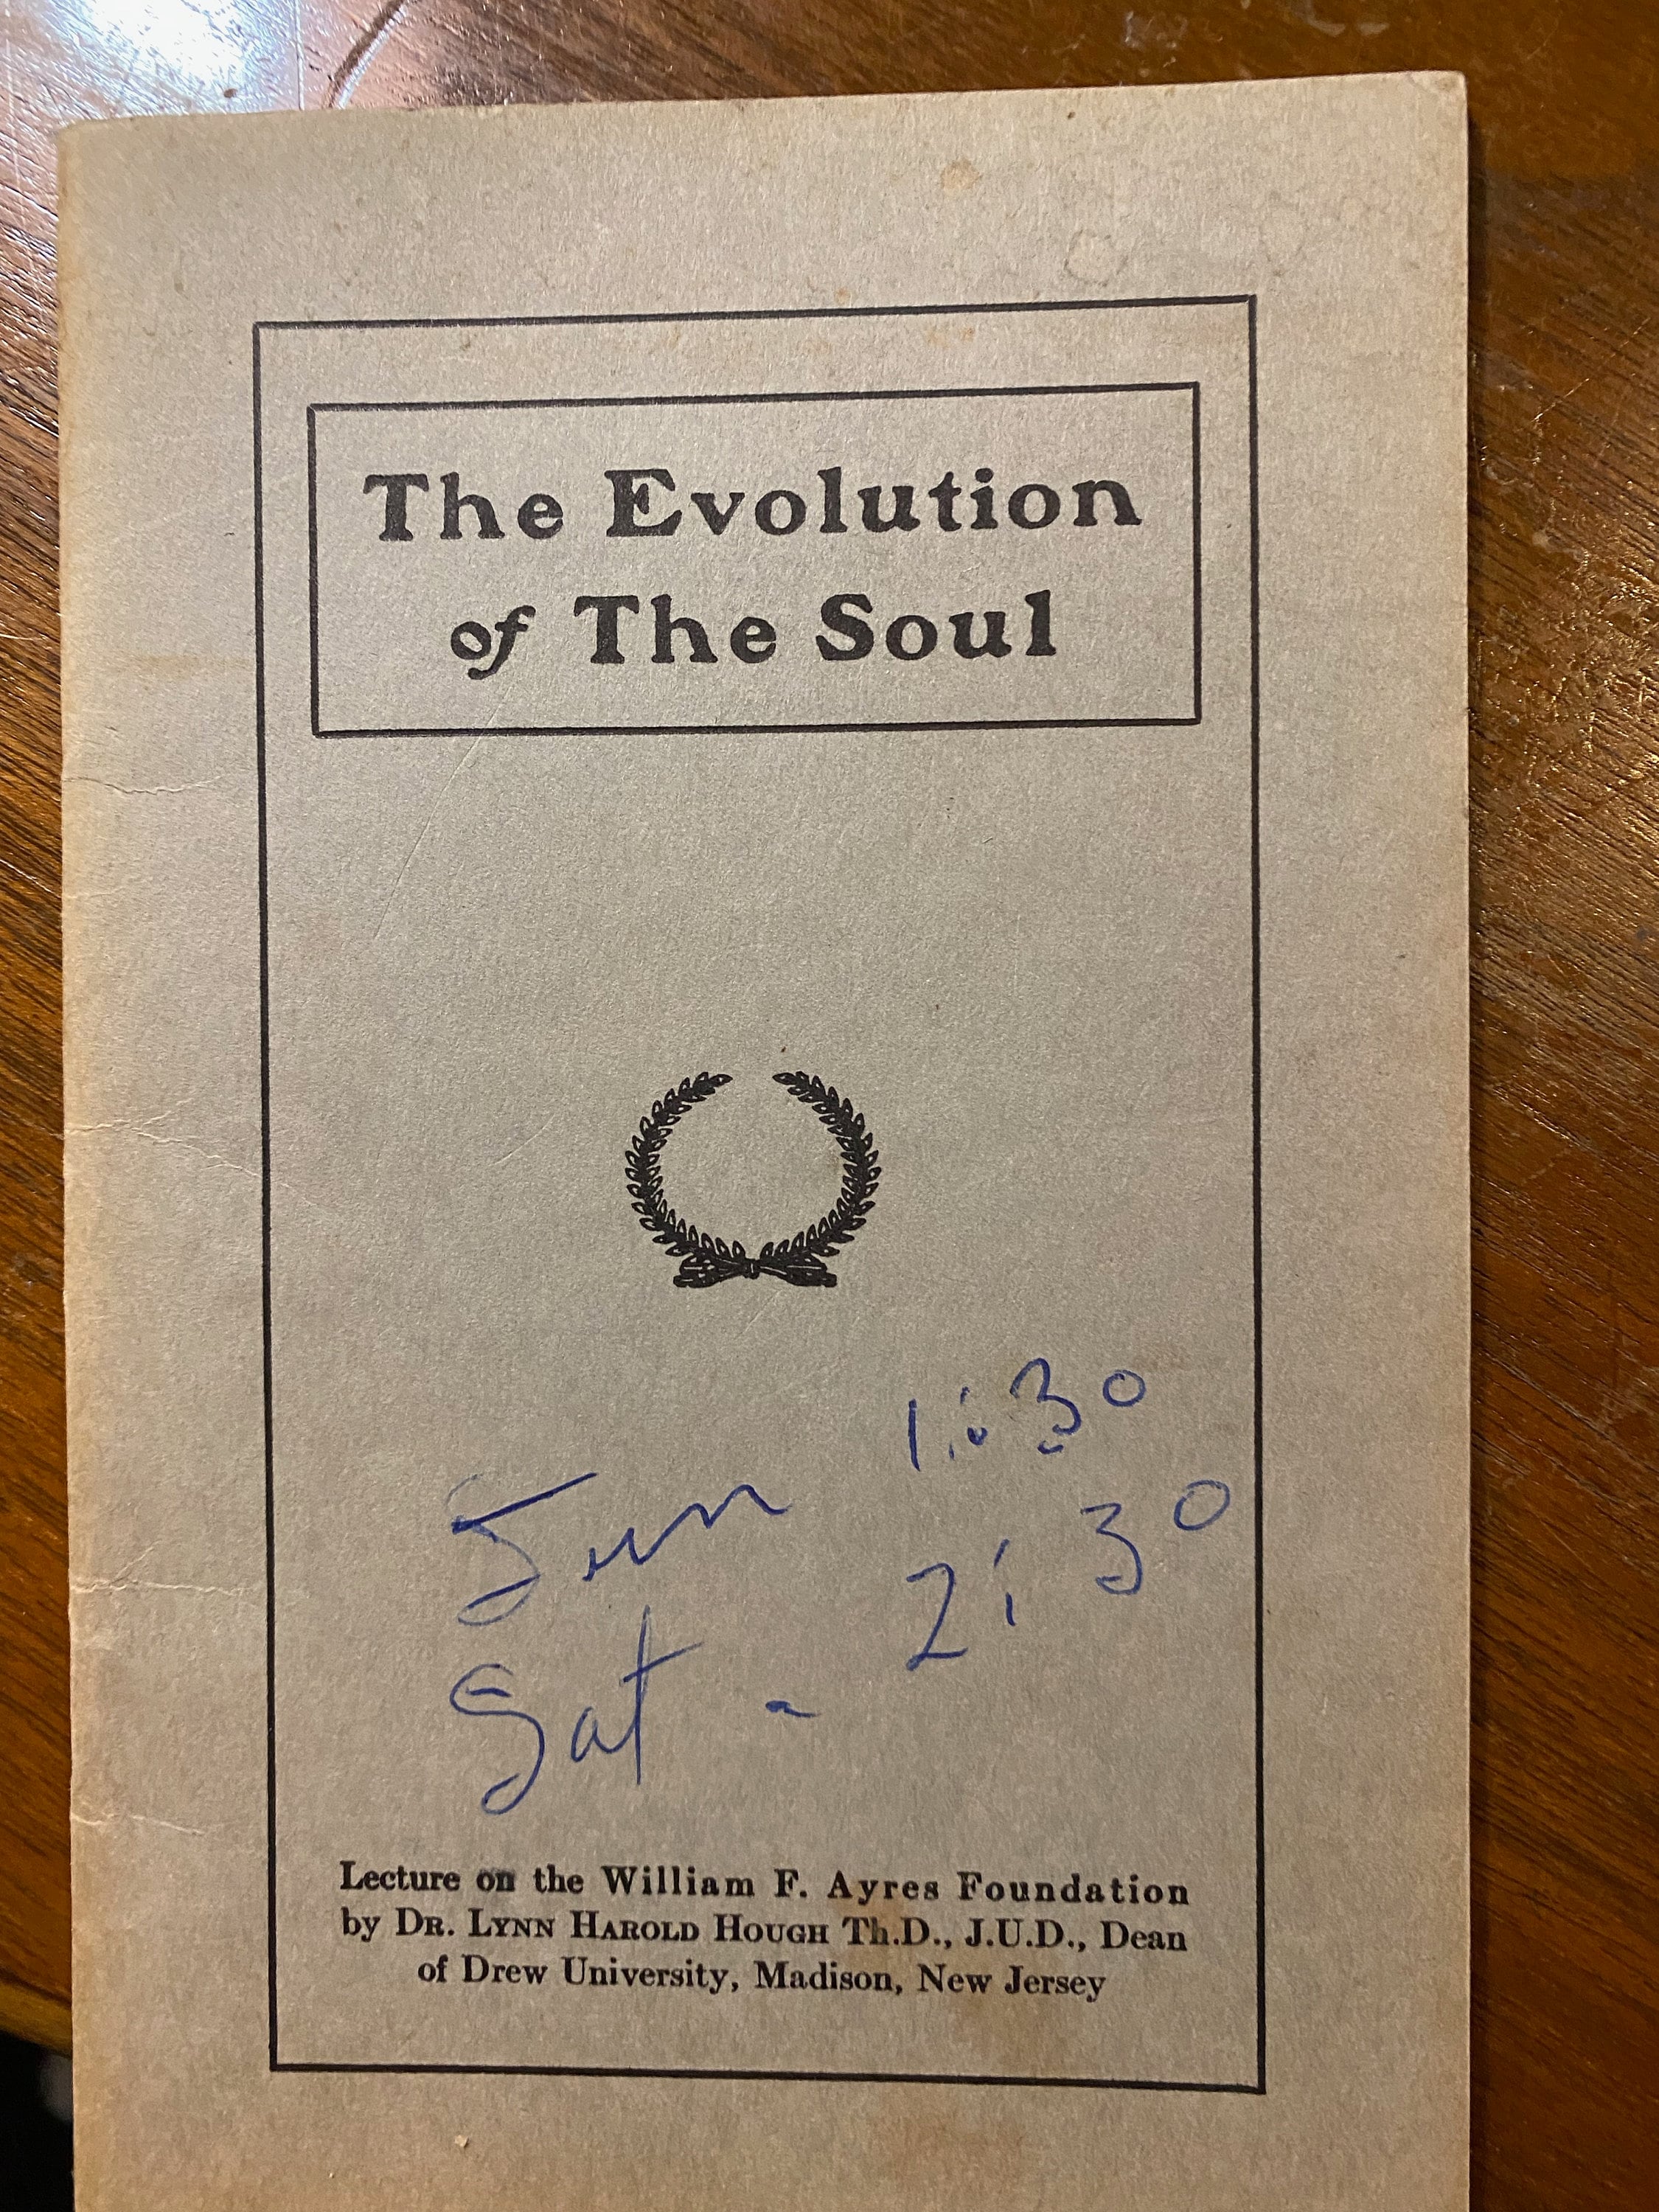 The Evolution
of The Soul
Sun 1:30
Sat - 2:30
Lecture on the William F. Ayres Foundation
by DR. LYNN HAROLD HOUGH Th.D., J.U.D., Dean
of Drew University, Madison, New Jersey